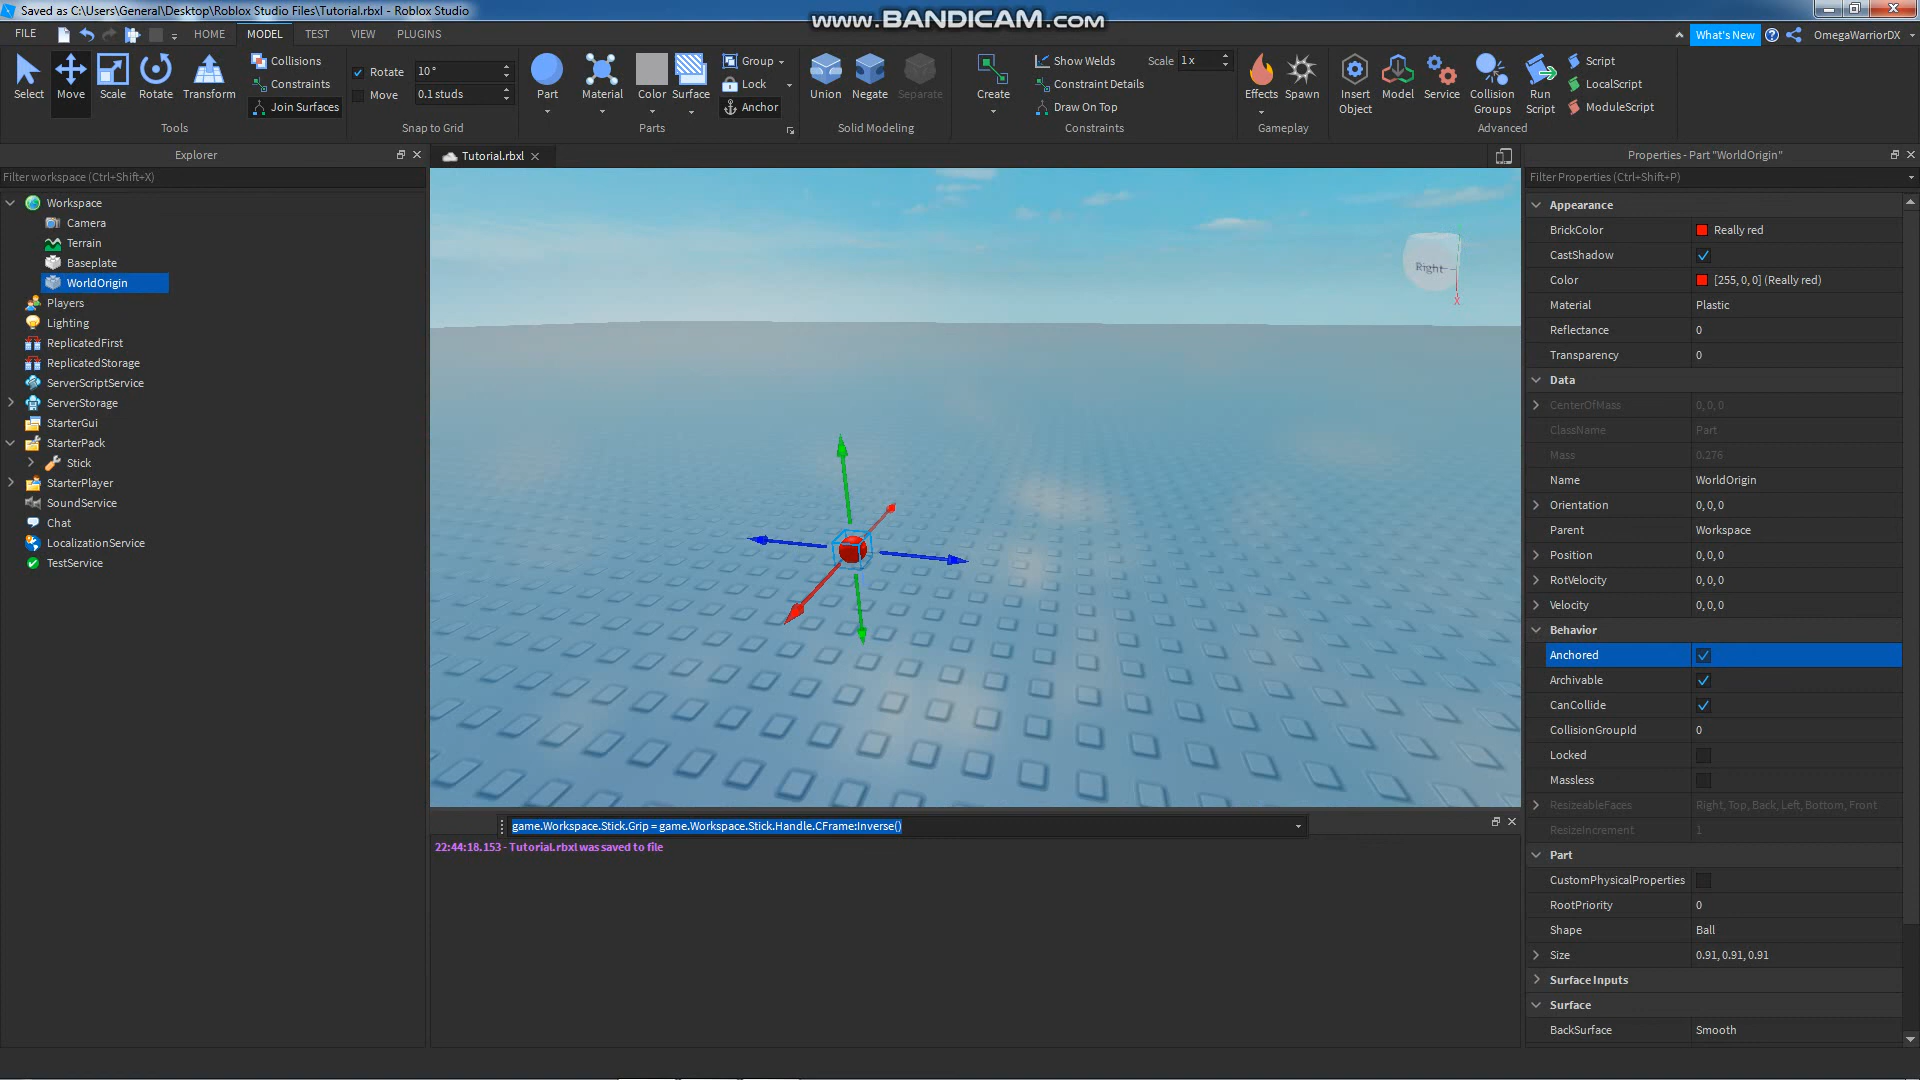 Saved as C:\Users\General\Desktop\Roblox Studio Files\Tutorial.rbxl - Roblox Studio
www.BANDICAM.com
FILE HOME MODEL TEST VIEW PLUGINS What's New OmegaWarriorDX
Select Move Scale Rotate Transform
Collisions
Constraints
Join Surfaces
Tools
Rotate 10°
Move 0.1 studs
Snap to Grid
Part Material Color Surface
Group
Lock
Anchor
Parts
Union Negate Separate
Solid Modeling
Create
Show Welds Scale 1x
Constraint Details
Draw On Top
Constraints
Effects Spawn
Gameplay
Insert Object Model Service Collision Groups Run Script
Script
LocalScript
ModuleScript
Advanced
Explorer
Filter workspace (Ctrl+Shift+X)
Workspace
Camera
Terrain
Baseplate
WorldOrigin
Players
Lighting
ReplicatedFirst
ReplicatedStorage
ServerScriptService
ServerStorage
StarterGui
StarterPack
Stick
StarterPlayer
SoundService
Chat
LocalizationService
TestService
Tutorial.rbxl
Right
X
game.Workspace.Stick.Grip = game.Workspace.Stick.Handle.CFrame:Inverse()
22:44:18.153 - Tutorial.rbxl was saved to file
Properties - Part "WorldOrigin"
Filter Properties (Ctrl+Shift+P)
Appearance
BrickColor Really red
CastShadow
Color [255, 0, 0] (Really red)
Material Plastic
Reflectance 0
Transparency 0
Data
CenterOfMass 0, 0, 0
ClassName Part
Mass 0.276
Name WorldOrigin
Orientation 0, 0, 0
Parent Workspace
Position 0, 0, 0
RotVelocity 0, 0, 0
Velocity 0, 0, 0
Behavior
Anchored
Archivable
CanCollide
CollisionGroupId 0
Locked
Massless
ResizeableFaces Right, Top, Back, Left, Bottom, Front
ResizeIncrement 1
Part
CustomPhysicalProperties
RootPriority 0
Shape Ball
Size 0.91, 0.91, 0.91
Surface Inputs
Surface
BackSurface Smooth